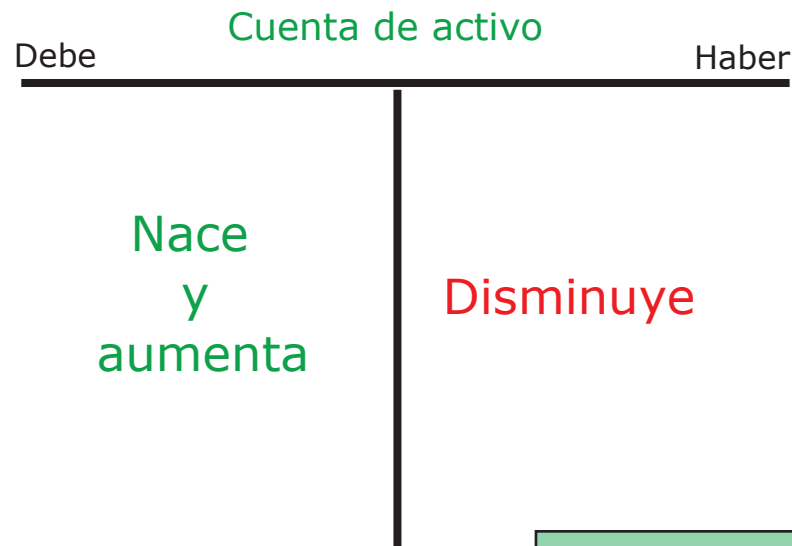 Cuenta de activo
Debe
Haber
Nace
y
aumenta
Disminuye